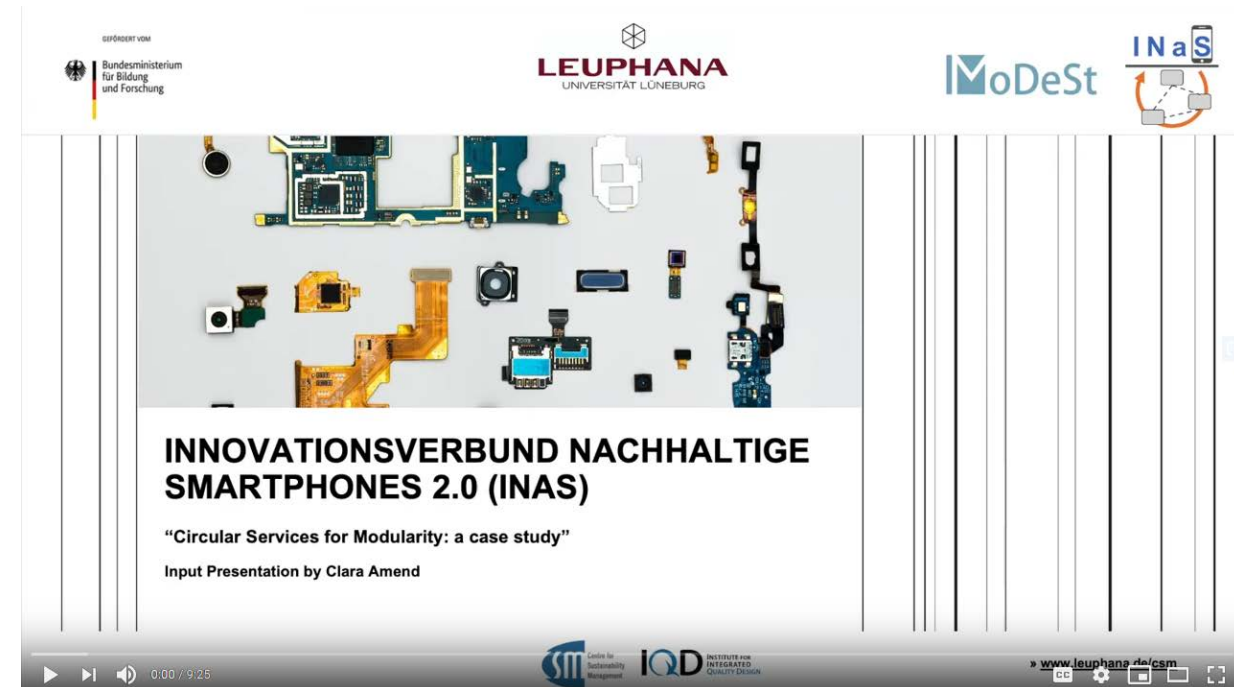 GEFÖRDERT VOM
Bundesministerium
für Bildung
und Forschung
LEUPHANA
UNIVERSITÄT LÜNEBURG
MoDeSt
INaS
INNOVATIONSVERBUND NACHHALTIGE
SMARTPHONES 2.0 (INAS)
“Circular Services for Modularity: a case study”
Input Presentation by Clara Amend
CSM
Centre for
Sustainability
Management
IQD
INSTITUTE FOR
INTEGRATED
QUALITY DESIGN
» www.leuphana.de/csm
0:00 / 9:25
CC